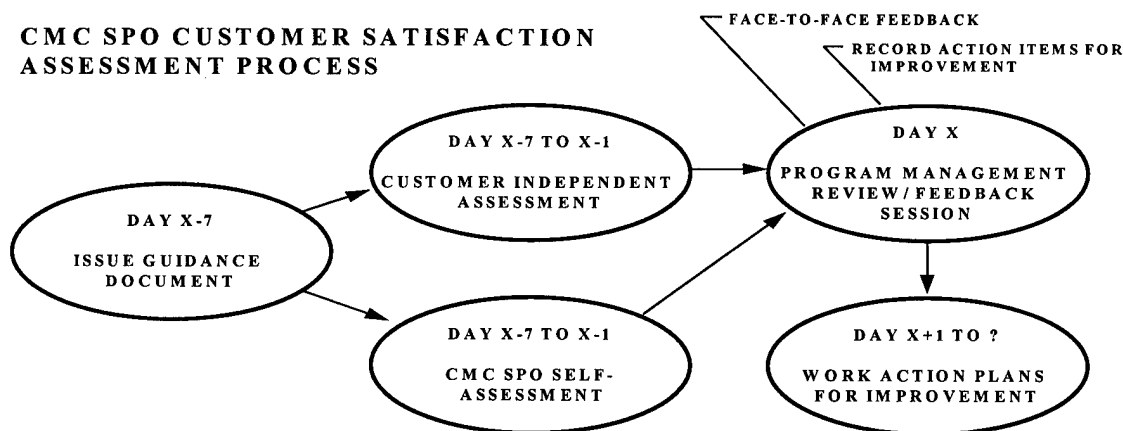 CMC SPO CUSTOMER SATISFACTION
ASSESSMENT PROCESS
FACE-TO-FACE FEEDBACK
RECORD ACTION ITEMS FOR
IMPROVEMENT
DAY X-7
ISSUE GUIDANCE
DOCUMENT
DAY X-7 TO X-1
CUSTOMER INDEPENDENT
ASSESSMENT
DAY X-7 TO X-1
CMC SPO SELF-
ASSESSMENT
DAY X
PROGRAM MANAGEMENT
REVIEW/FEEDBACK
SESSION
DAY X+1 TO ?
WORK ACTION PLANS
FOR IMPROVEMENT